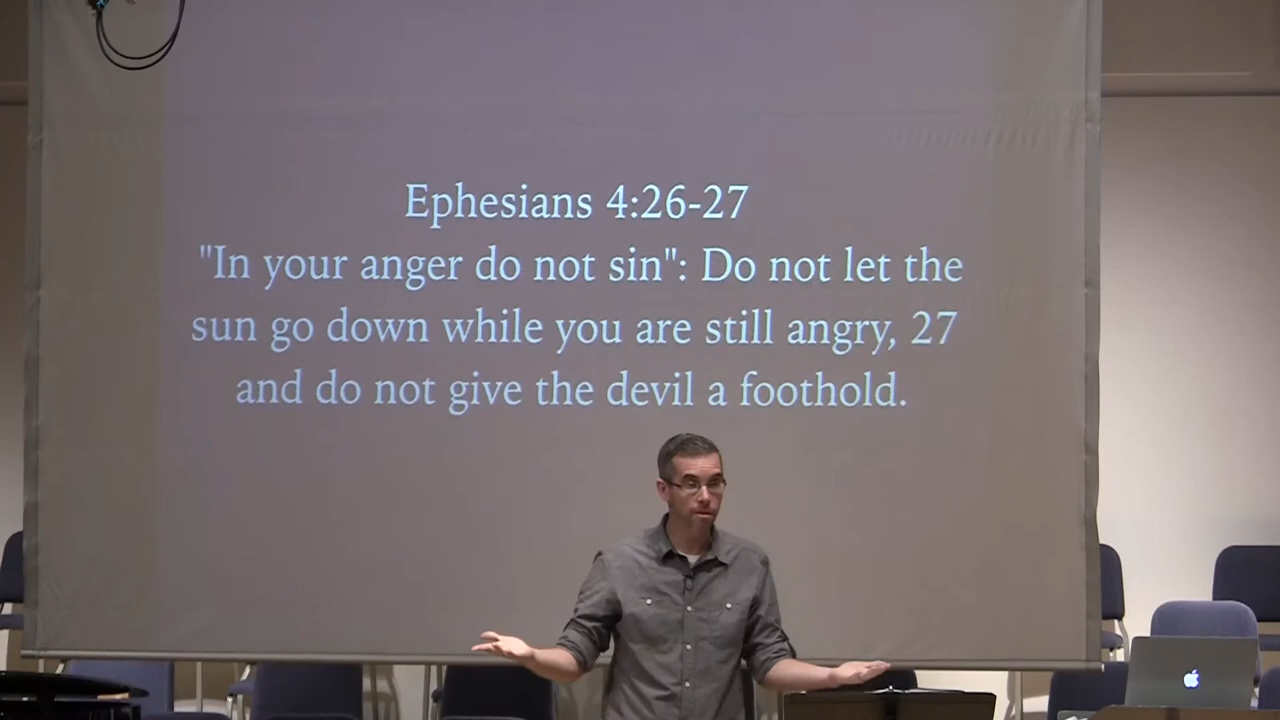 Ephesians 4:26-27
"In your anger do not sin": Do not let the
sun go down while you are still angry, 27
and do not give the devil a foothold.